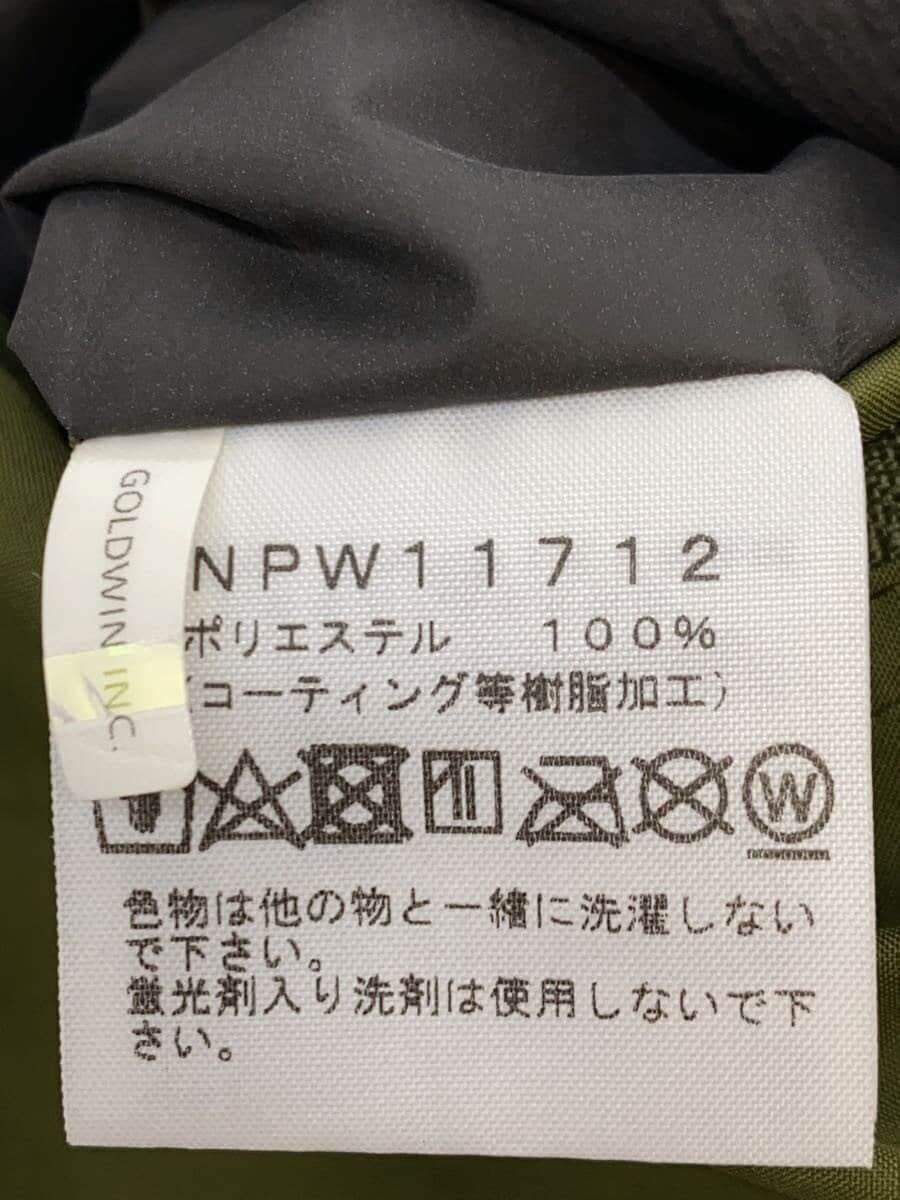 GOLDWIN INC.
NPW11712
ポリエステル 100%
(コーティング等樹脂加工)
W
色物は他の物と一緒に洗濯しない
で下さい。
蛍光剤入り洗剤は使用しないで下
さい。